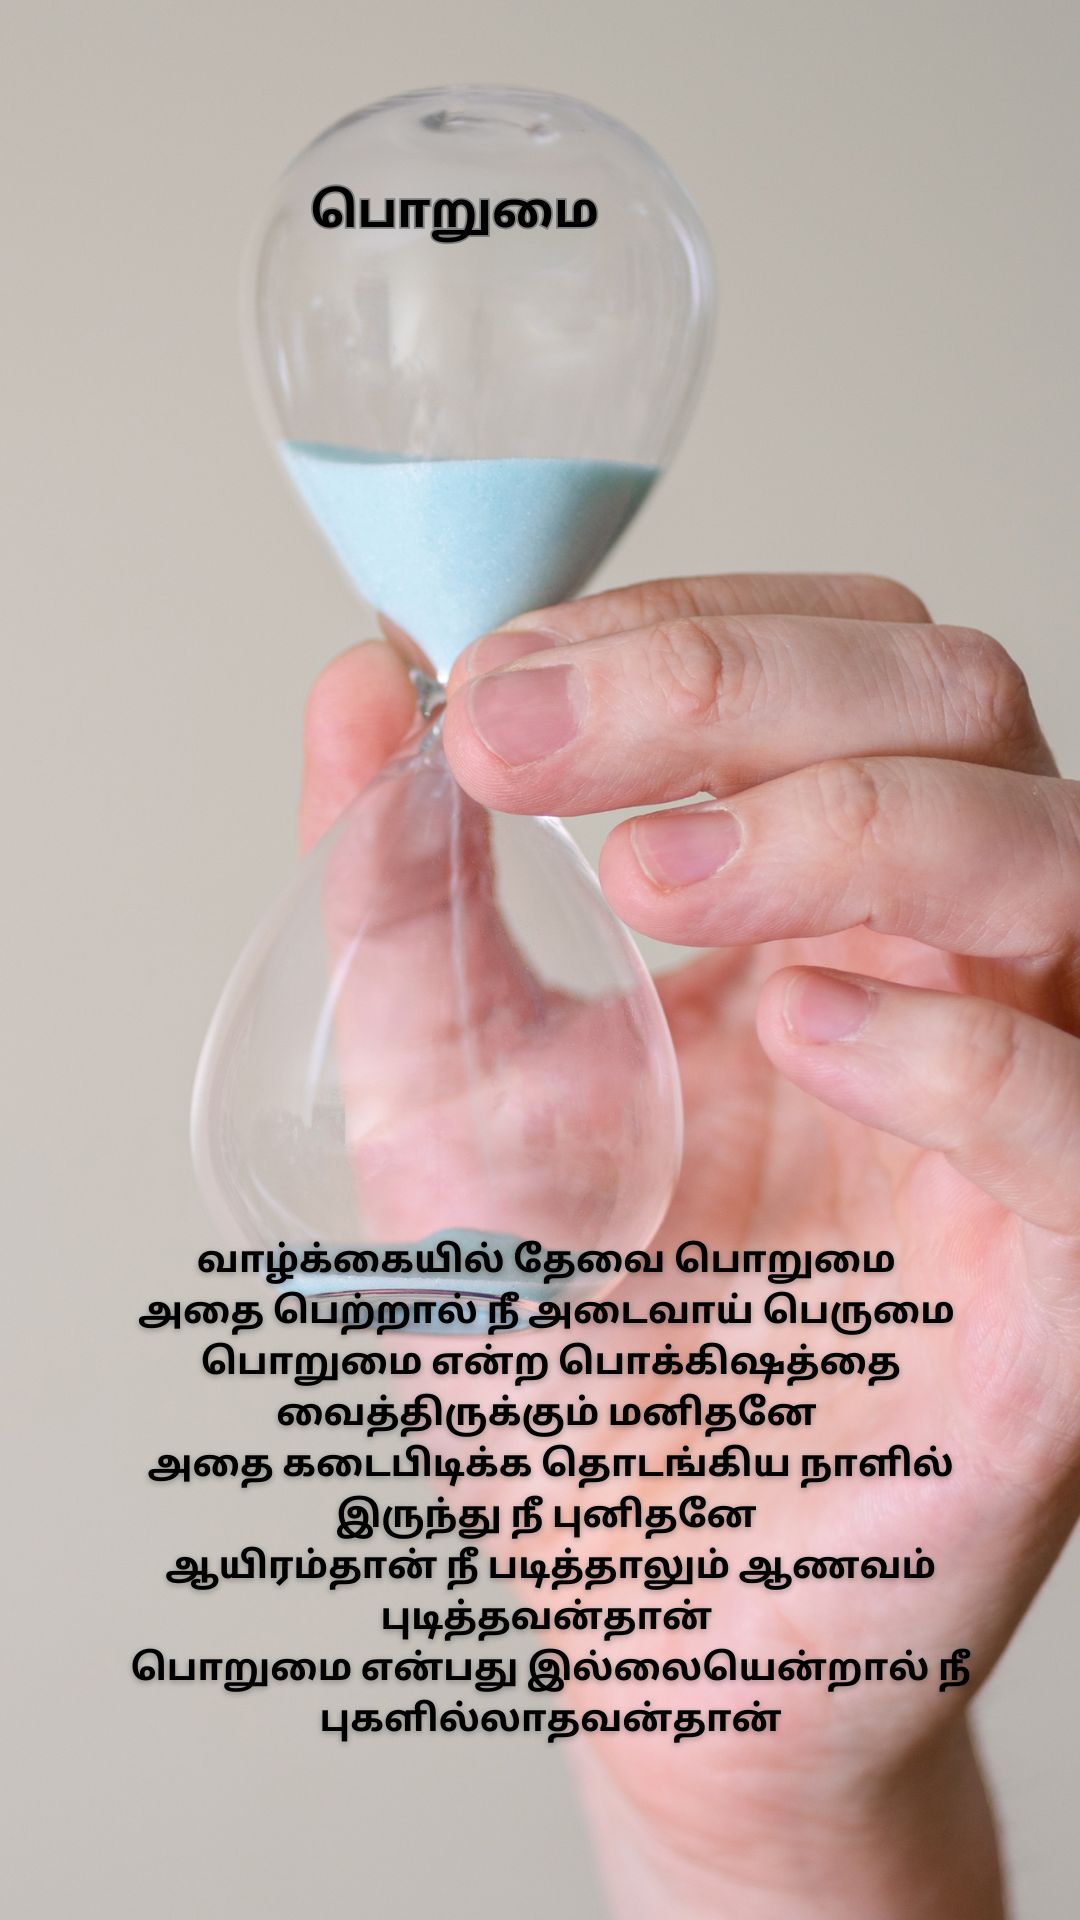 பொறுமை
வாழ்க்கையில் தேவை பொறுமை
அதை பெற்றால் நீ அடைவாய் பெருமை
பொறுமை என்ற பொக்கிஷத்தை
வைத்திருக்கும் மனிதனே
அதை கடைபிடிக்க தொடங்கிய நாளில்
இருந்து நீ புனிதனே
ஆயிரம்தான் நீ படித்தாலும் ஆணவம்
புடித்தவன்தான்
பொறுமை என்பது இல்லையென்றால் நீ
புகளில்லாதவன்தான்